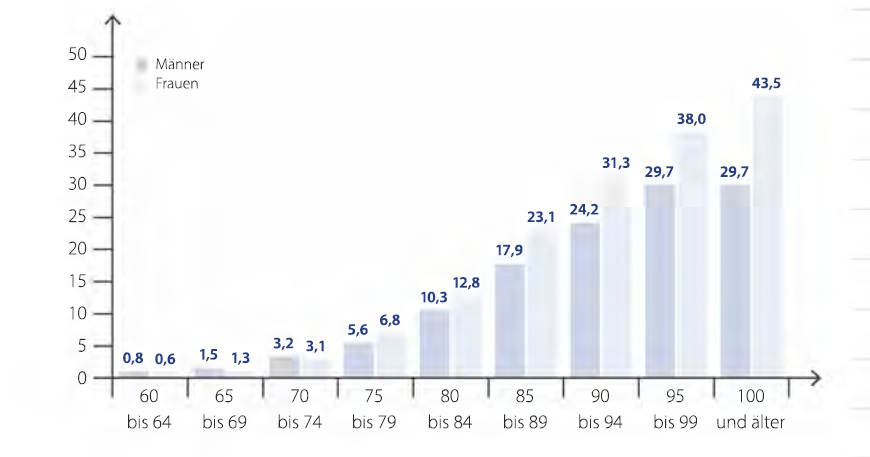 50
45
40
35
30
25
20
15
10
5
0
Männer
Frauen
0,8 0,6 1,5 1,3 3,2 3,1 5,6 6,8 10,3 12,8 17,9 23,1 24,2 31,3 29,7 38,0 29,7 43,5
60 65 70 75 80 85 90 95 100
bis 64 bis 69 bis 74 bis 79 bis 84 bis 89 bis 94 bis 99 und älter